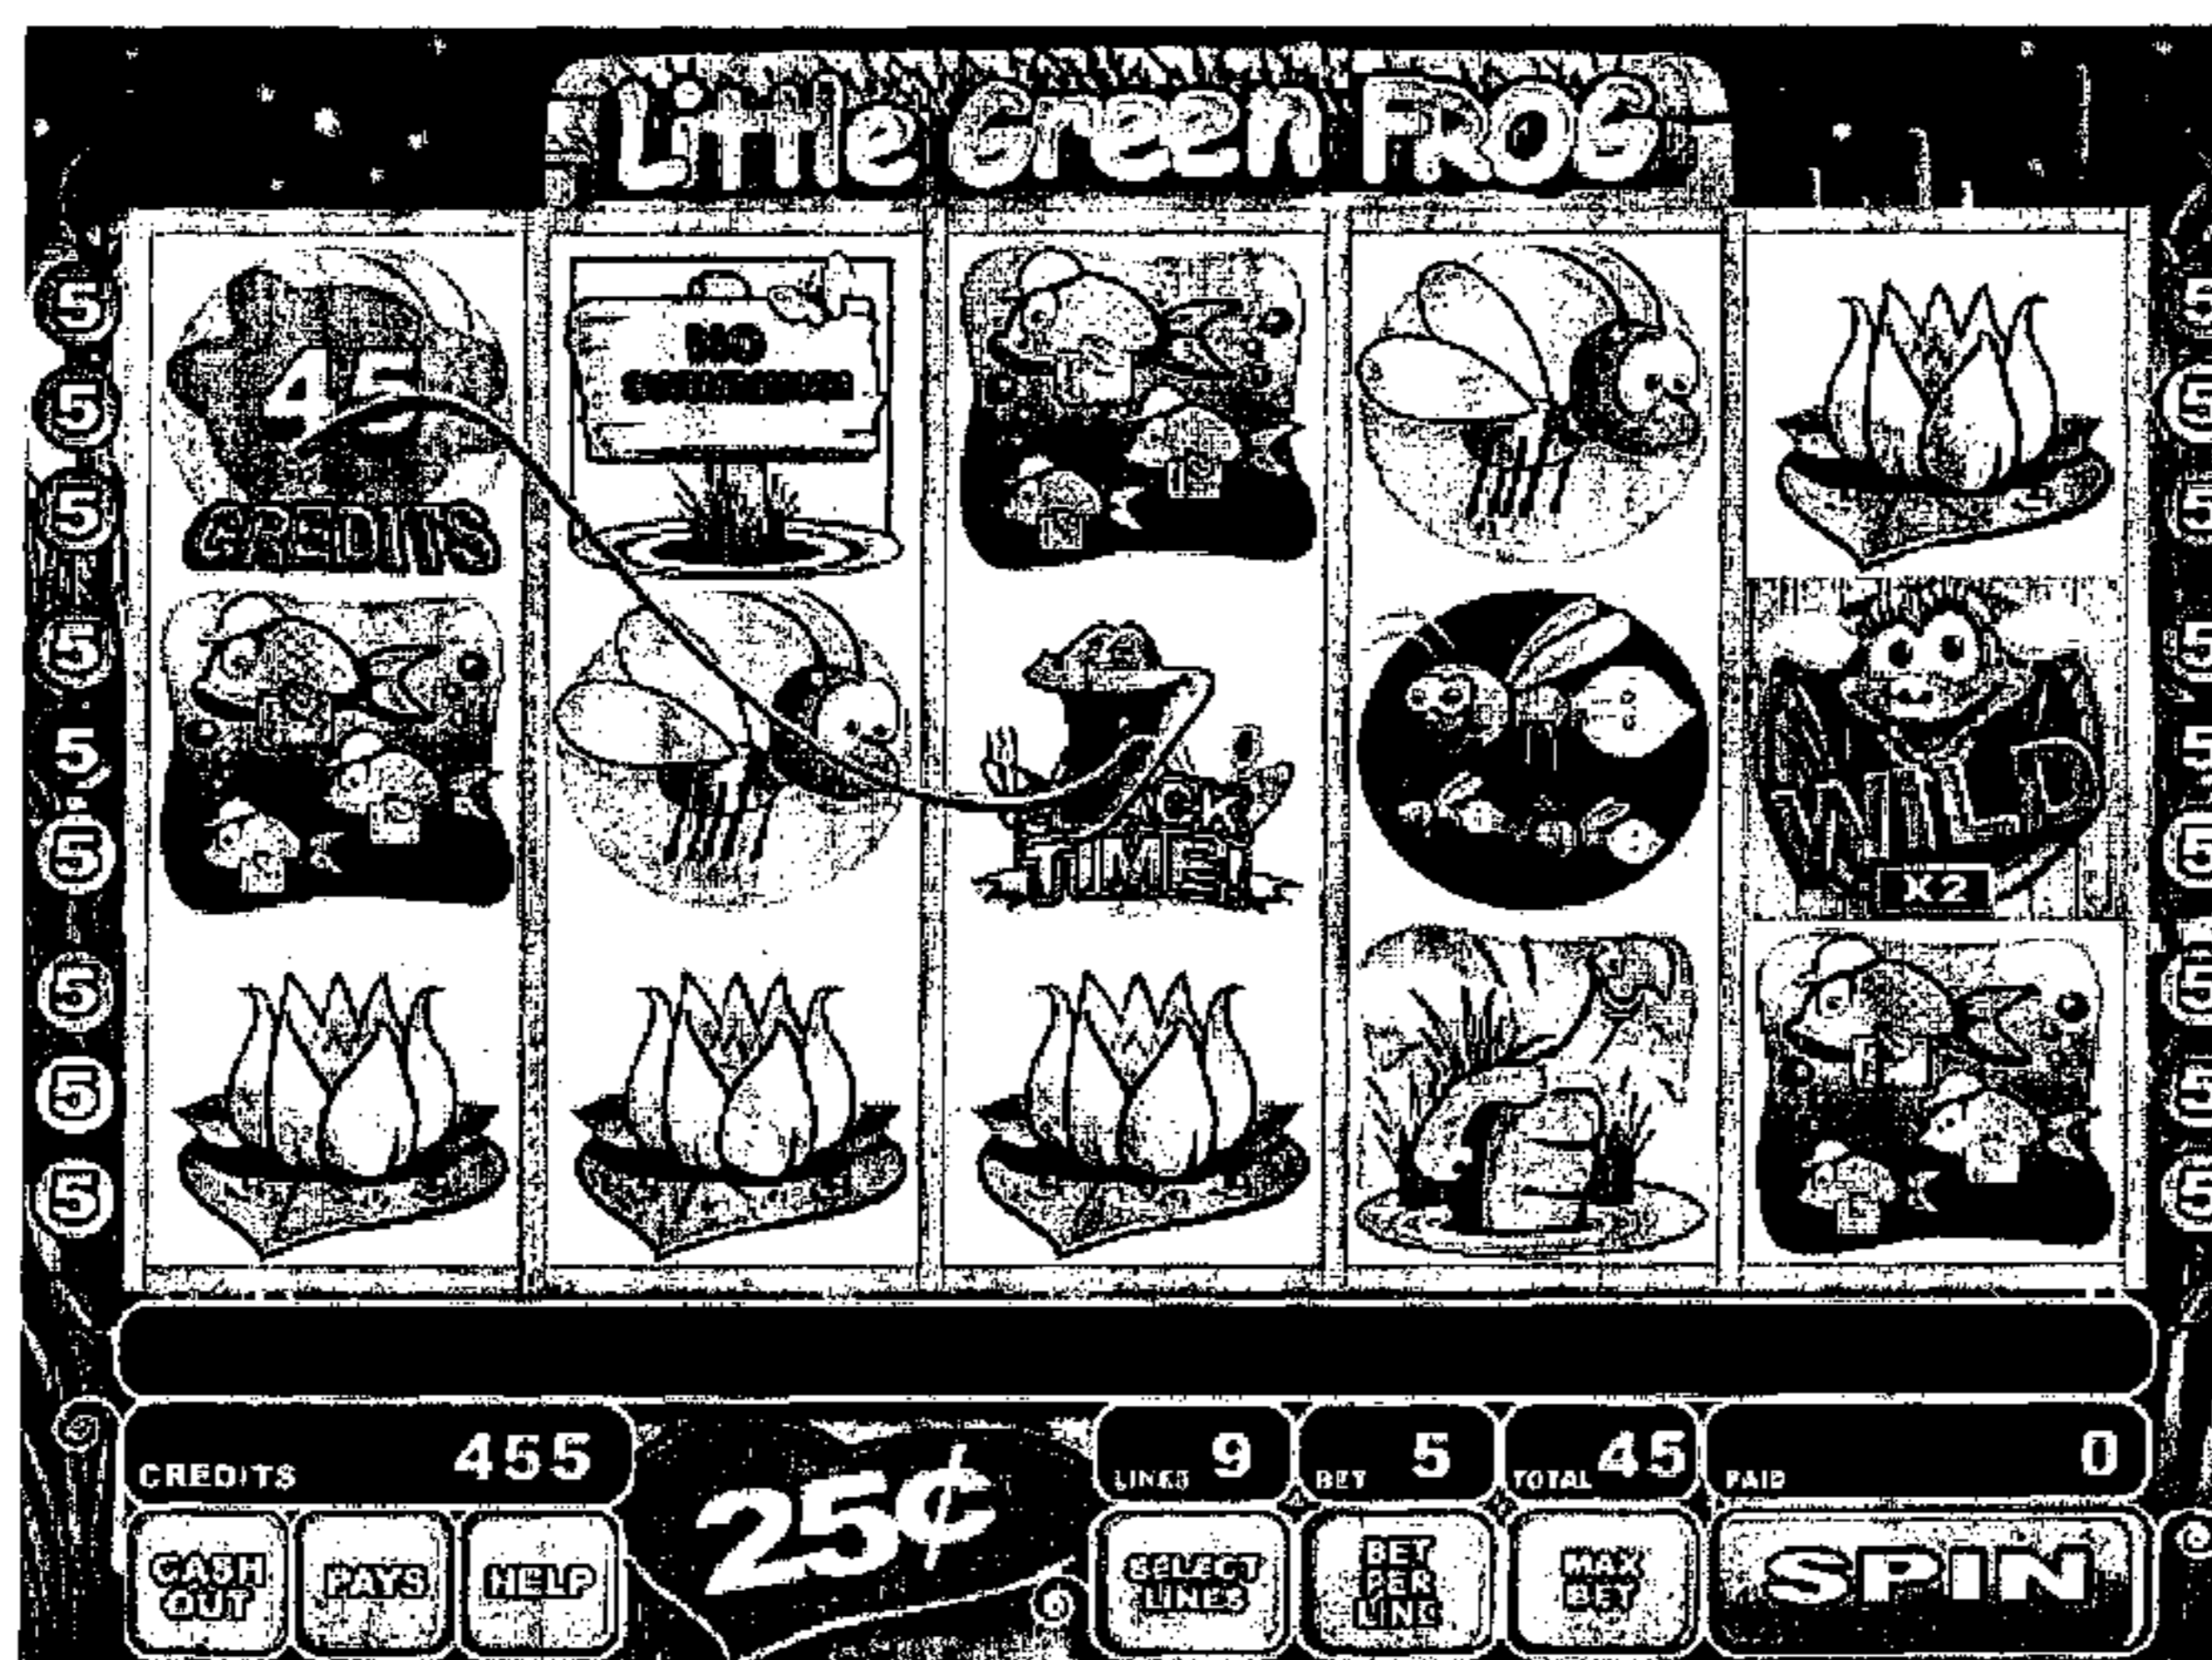 Little Green FROG
5
5
5
5
5
5
5
5
5
45
CREDITS
NO
TIME!
WILD
X2
CREDITS 455
25¢
LINES 9
BET 5
TOTAL 45
PAID 0
CASH
OUT
PAYS
HELP
SELECT
LINES
BET
PER
LINE
MAX
BET
SPIN